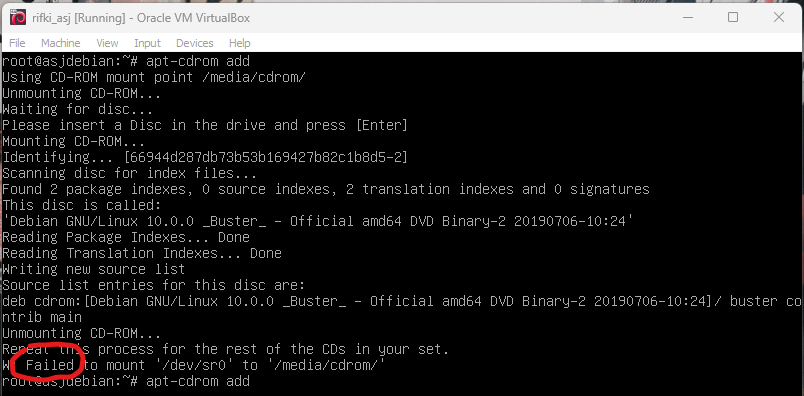 rifki_asj [Running] - Oracle VM VirtualBox
File Machine View Input Devices Help
root@asjdebian:~# apt-cdrom add
Using CD-ROM mount point /media/cdrom/
Unmounting CD-ROM...
Waiting for disc...
Please insert a Disc in the drive and press [Enter]
Mounting CD-ROM...
Identifying... [66944d287db73b53b169427b82c1b8d5-2]
Scanning disc for index files...
Found 2 package indexes, 0 source indexes, 2 translation indexes and 0 signatures
This disc is called:
'Debian GNU/Linux 10.0.0 _Buster_ - Official amd64 DVD Binary-2 20190706-10:24'
Reading Package Indexes... Done
Reading Translation Indexes... Done
Writing new source list
Source list entries for this disc are:
deb cdrom:[Debian GNU/Linux 10.0.0 _Buster_ - Official amd64 DVD Binary-2 20190706-10:24]/ buster co
ntrib main
Unmounting CD-ROM...
Repeat this process for the rest of the CDs in your set.
W: Failed to mount '/dev/sr0' to '/media/cdrom/'
root@asjdebian:~# apt-cdrom add